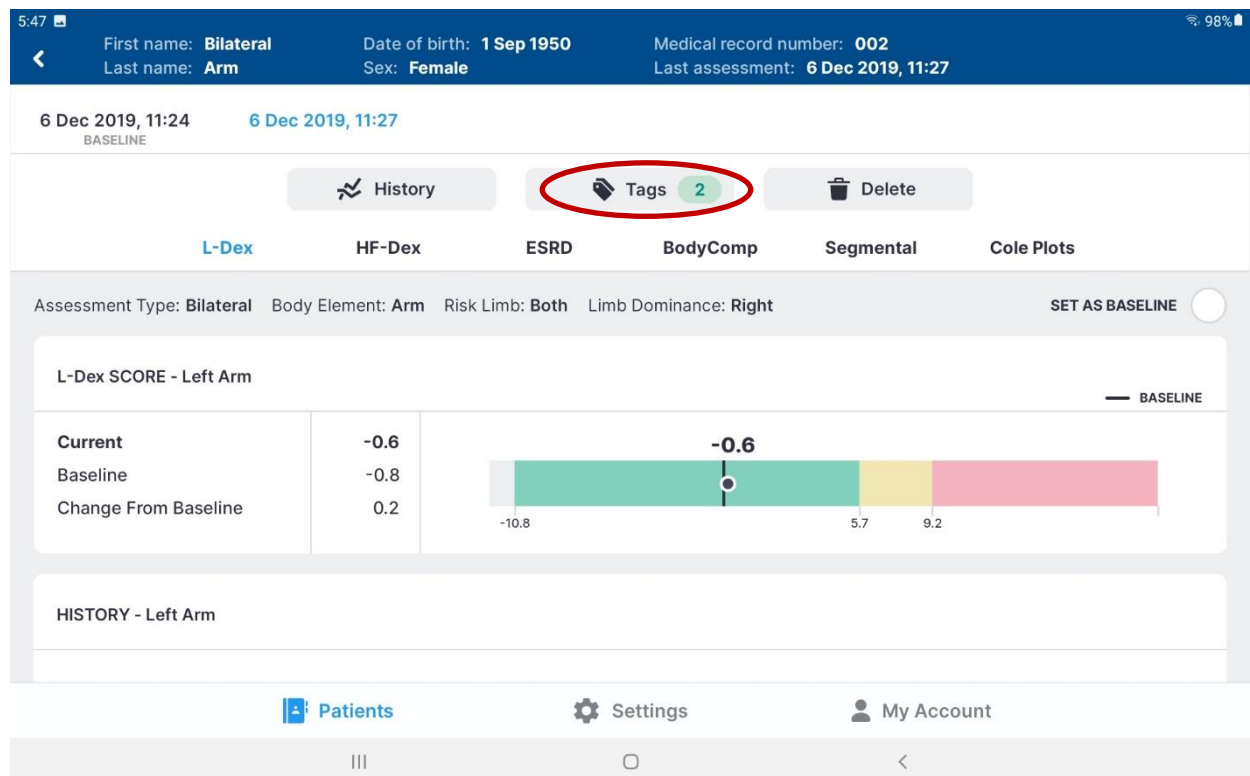 5:47 98%
First name: Bilateral Date of birth: 1 Sep 1950 Medical record number: 002
Last name: Arm Sex: Female Last assessment: 6 Dec 2019, 11:27
6 Dec 2019, 11:24 6 Dec 2019, 11:27
BASELINE
History Tags 2 Delete
L-Dex HF-Dex ESRD BodyComp Segmental Cole Plots
Assessment Type: Bilateral Body Element: Arm Risk Limb: Both Limb Dominance: Right SET AS BASELINE
L-Dex SCORE - Left Arm
BASELINE
Current -0.6 -0.6
Baseline -0.8
Change From Baseline 0.2
-10.8 5.7 9.2
HISTORY - Left Arm
Patients Settings My Account